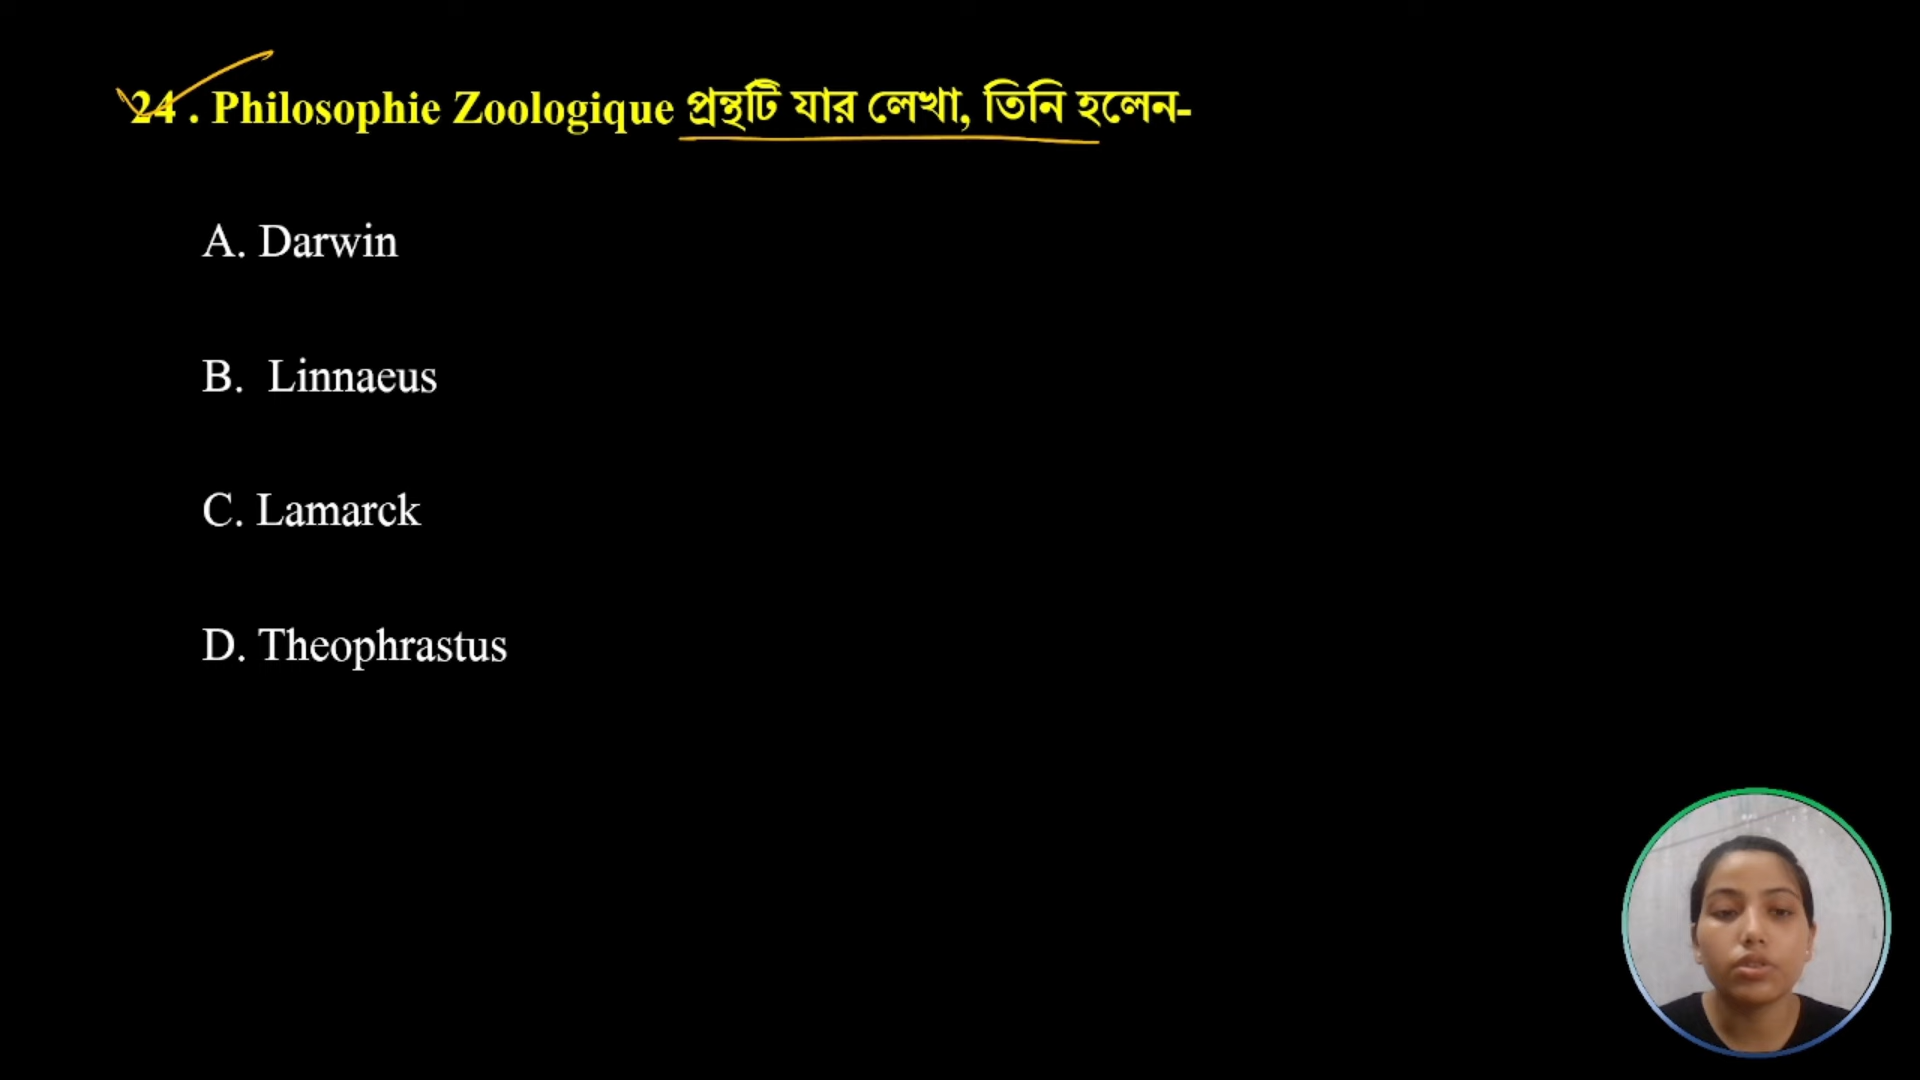 24 . Philosophie Zoologique গ্রন্থটি যার লেখা, তিনি হলেন-
A. Darwin
B. Linnaeus
C. Lamarck
D. Theophrastus